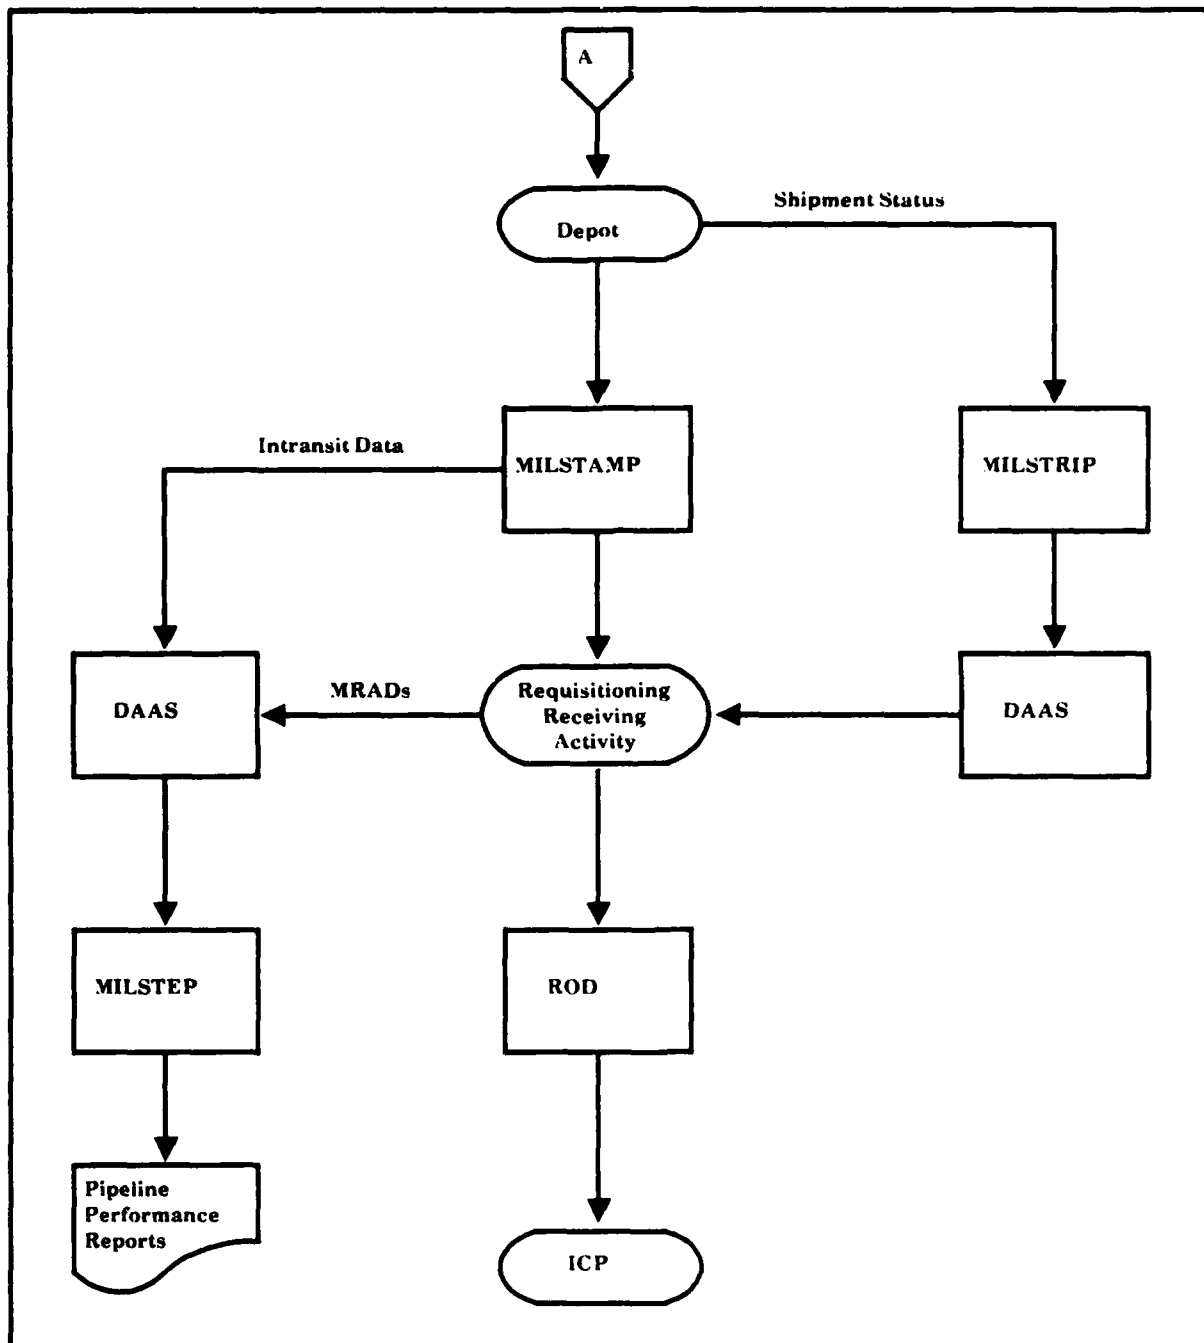 A
Shipment Status
Depot
Intransit Data
MILSTAMP
MILSTRIP
DAAS
MRADs
Requisitioning
Receiving
Activity
DAAS
MILSTEP
ROD
Pipeline
Performance
Reports
ICP